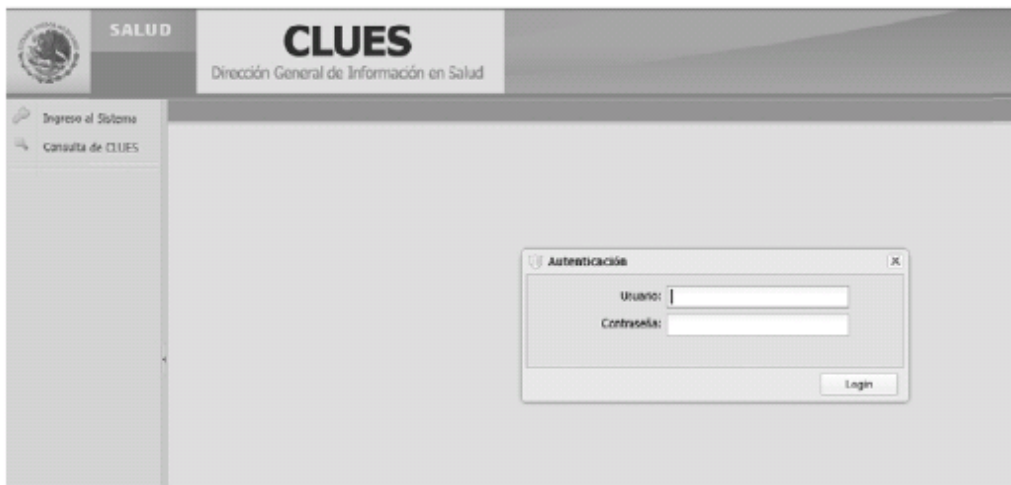 SALUD
CLUES
Dirección General de Información en Salud
Ingreso al Sistema
Consulta de CLUES
Autenticación
Usuario:
Contraseña:
Login